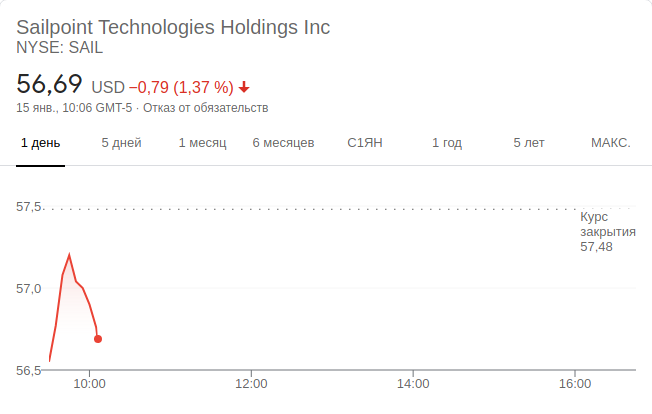 Sailpoint Technologies Holdings Inc
NYSE: SAIL
56,69 USD −0,79 (1,37 %)
15 янв., 10:06 GMT-5 · Отказ от обязательств
1 день 5 дней 1 месяц 6 месяцев С1ЯН 1 год 5 лет МАКС.
57,5
Курс
закрытия
57,48
57,0
56,5
10:00 12:00 14:00 16:00